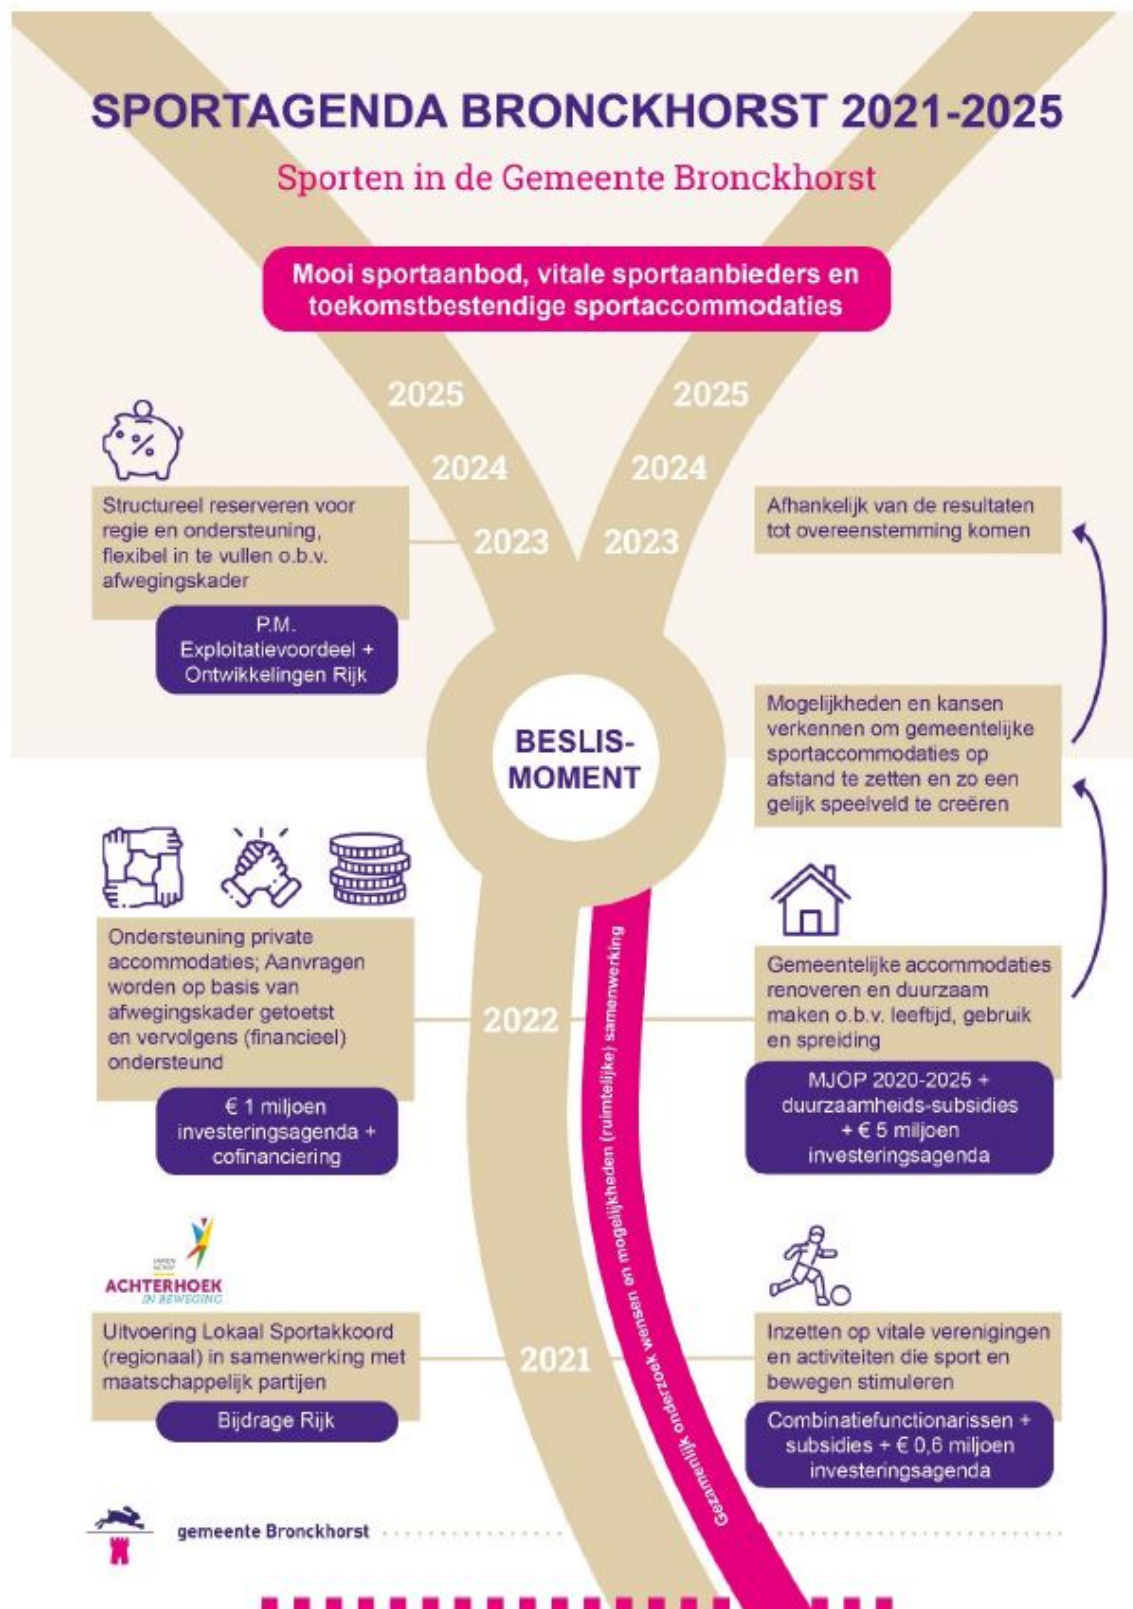 SPORTAGENDA BRONCKHORST 2021-2025
Sporten in de Gemeente Bronckhorst
Mooi sportaanbod, vitale sportaanbieders en
toekomstbestendige sportaccommodaties
2025
2025
2024
2024
2023
2023
%
Structureel reserveren voor
regie en ondersteuning,
flexibel in te vullen o.b.v.
afwegingskader
P.M.
Exploitatievoordeel +
Ontwikkelingen Rijk
Afhankelijk van de resultaten
tot overeenstemming komen
Mogelijkheden en kansen
verkennen om gemeentelijke
sportaccommodaties op
afstand te zetten en zo een
gelijk speelveld te creëren
BESLIS-
MOMENT
Ondersteuning private
accommodaties; Aanvragen
worden op basis van
afwegingskader getoetst
en vervolgens (financieel)
ondersteund
€ 1 miljoen
investeringsagenda +
cofinanciering
2022
Gemeentelijke accommodaties
renoveren en duurzaam
maken o.b.v. leeftijd, gebruik
en spreiding
MJOP 2020-2025 +
duurzaamheids-subsidies
+ € 5 miljoen
investeringsagenda
Gezamenlijk onderzoek wensen en mogelijkheden (ruimtelijke) samenwerking
ACHTERHOEK
IN BEWEGING
Uitvoering Lokaal Sportakkoord
(regionaal) in samenwerking met
maatschappelijk partijen
Bijdrage Rijk
2021
Inzetten op vitale verenigingen
en activiteiten die sport en
bewegen stimuleren
Combinatiefunctionarissen +
subsidies + € 0,6 miljoen
investeringsagenda
gemeente Bronckhorst